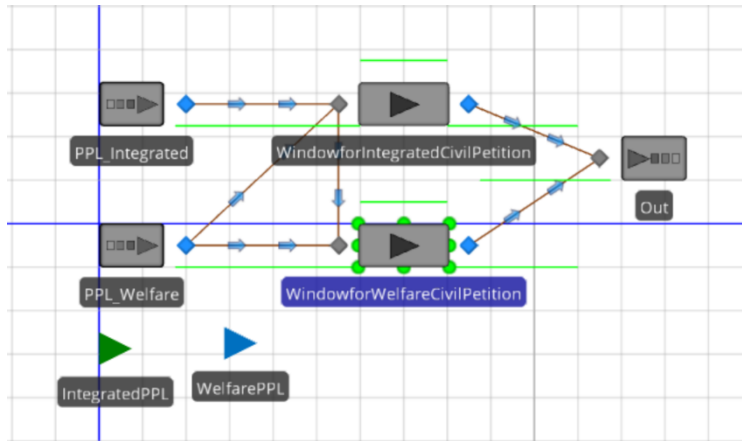 PPL_Integrated
WindowforIntegratedCivilPetition
Out
PPL_Welfare
WindowforWelfareCivilPetition
IntegratedPPL
WelfarePPL